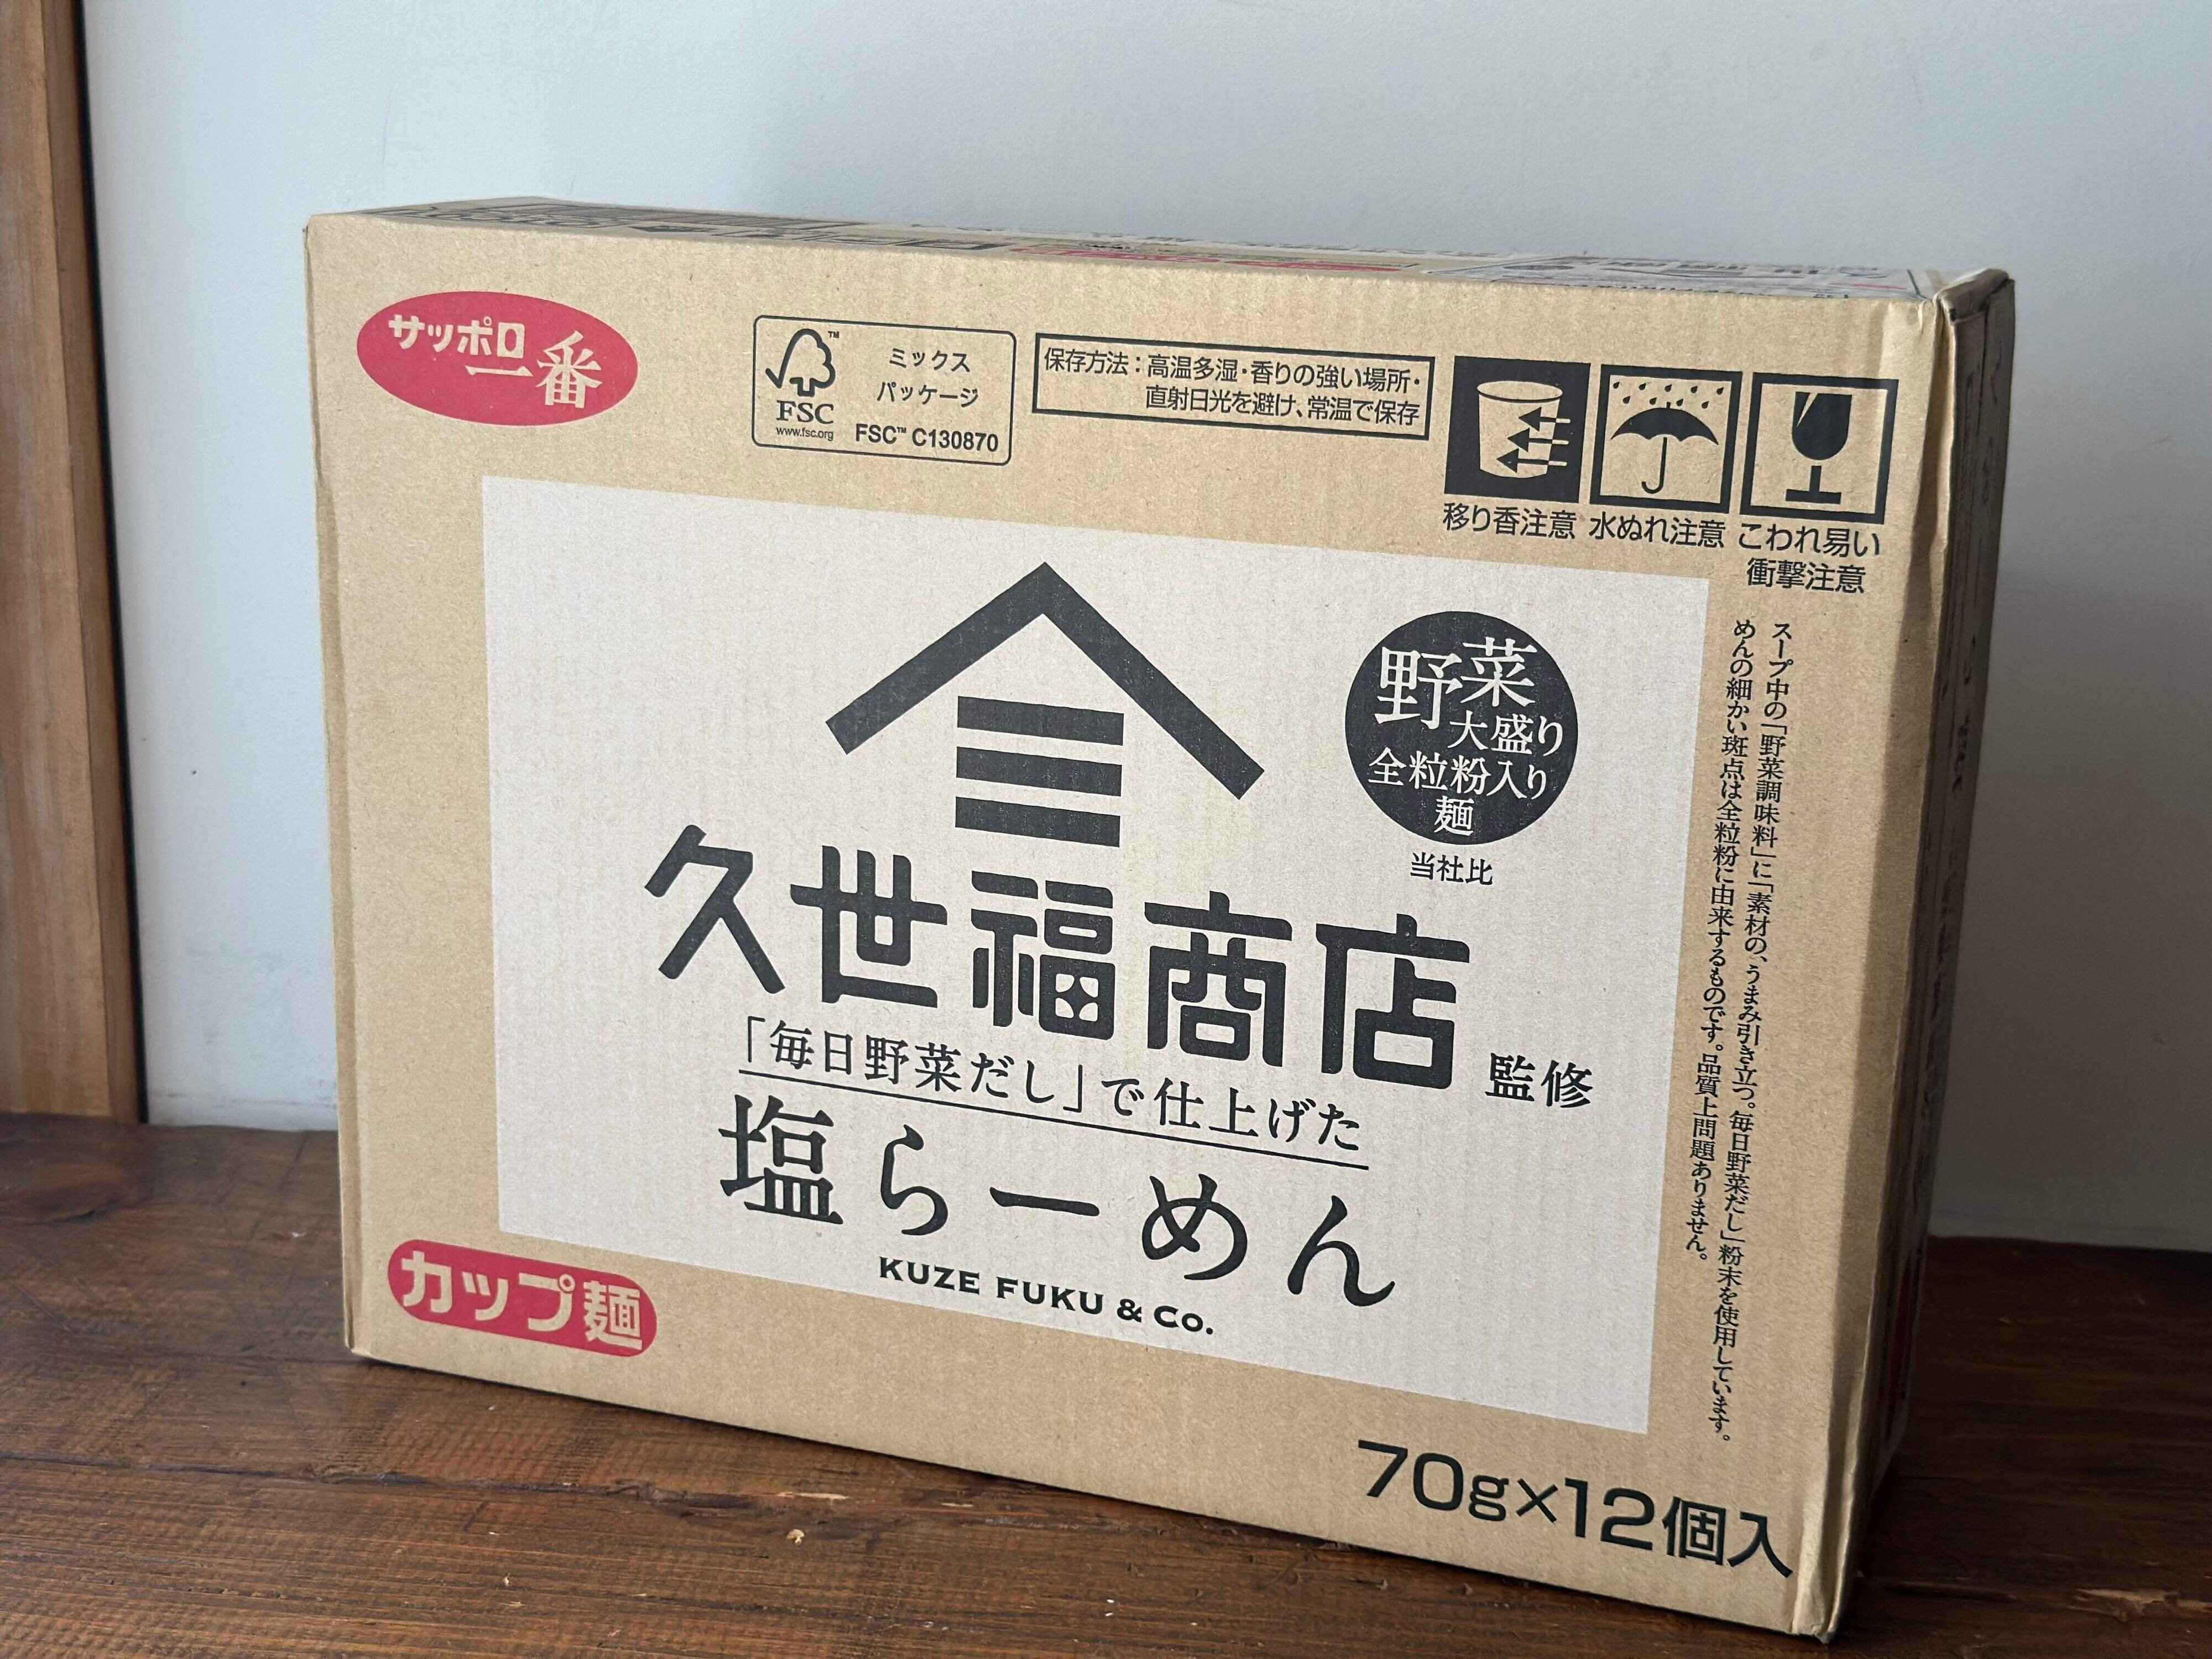 サッポロ
一番
FSC
www.fsc.org
ミックス
パッケージ
FSC™ C130870
保存方法：高温多湿・香りの強い場所・
直射日光を避け、常温で保存
移り香注意
水ぬれ注意
こわれ易い
衝撃注意
野菜
大盛り
全粒粉入り
麺
当社比
久世福商店
監修
「毎日野菜だし」で仕上げた
塩らーめん
KUZE FUKU & Co.
スープ中の「野菜調味料」に「素材の、うまみ引き立つ。毎日野菜だし」粉末を使用しています。
めんの細かい斑点は全粒粉に由来するものです。品質上問題ありません。
カップ麺
70g×12個入